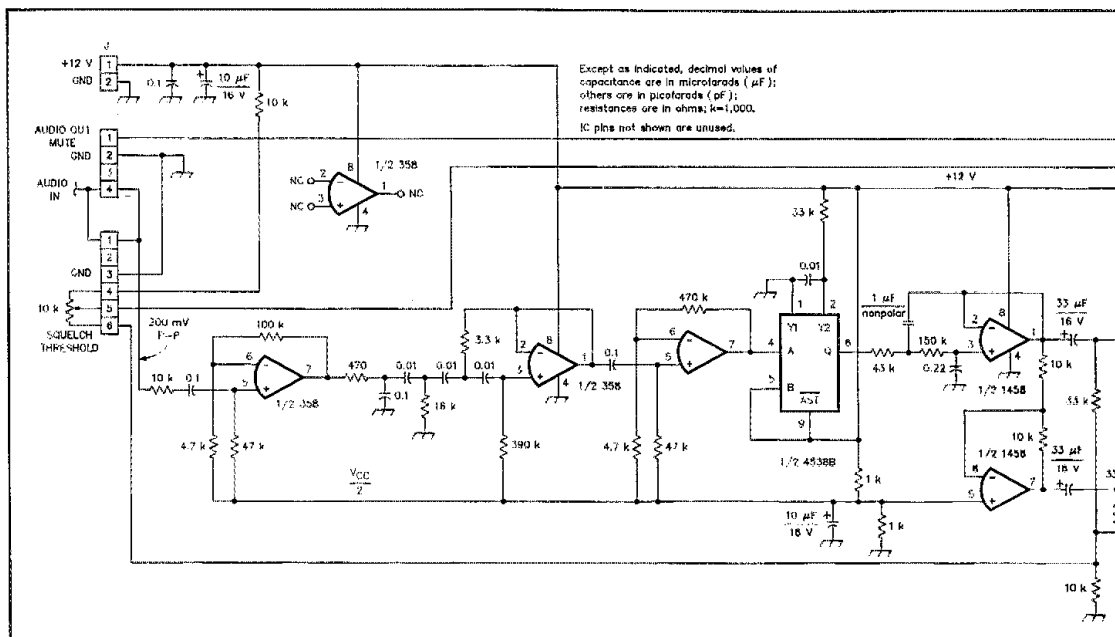 J
+12 V
1
GND
2
0.1
+
10 µF
16 V
10 k
Except as indicated, decimal values of
capacitance are in microfarads ( µF );
others are in picofarads ( pF );
resistances are in ohms; k=1,000.
IC pins not shown are unused.
AUDIO OUT
MUTE
1
GND
2
3
AUDIO
IN
4
1/2 358
8
NC
2
−
1
NC
NC
3
+
4
+12 V
1
2
GND
3
4
10 k
5
6
SQUELCH
THRESHOLD
200 mV
P-P
10 k
0.1
100 k
6
−
7
5
+
1/2 358
4.7 k
47 k
470
0.1
0.01
0.01
0.01
16 k
3.3 k
390 k
2
−
8
1
3
+
4
1/2 358
0.1
470 k
6
−
7
5
+
4.7 k
47 k
33 k
0.01
1
2
Y1
Y2
4
A
Q
6
5
B
9
1/2 4538B
43 k
1 µF
nonpolar
150 k
0.22
2
−
8
1
3
+
4
1/2 1458
33 µF
16 V
+
10 k
33 k
10 k
1/2 1458
6
−
7
5
+
33 µF
16 V
+
33
VCC
2
10 µF
16 V
+
1 k
1 k
10 k